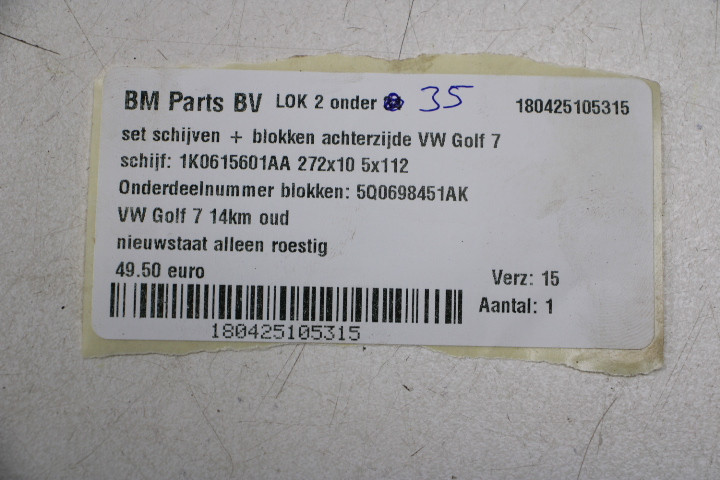 BM Parts BV LOK 2 onder 35 180425105315
set schijven + blokken achterzijde VW Golf 7
schijf: 1K0615601AA 272x10 5x112
Onderdeelnummer blokken: 5Q0698451AK
VW Golf 7 14km oud
nieuwstaat alleen roestig
49.50 euro Verz: 15
Aantal: 1
180425105315